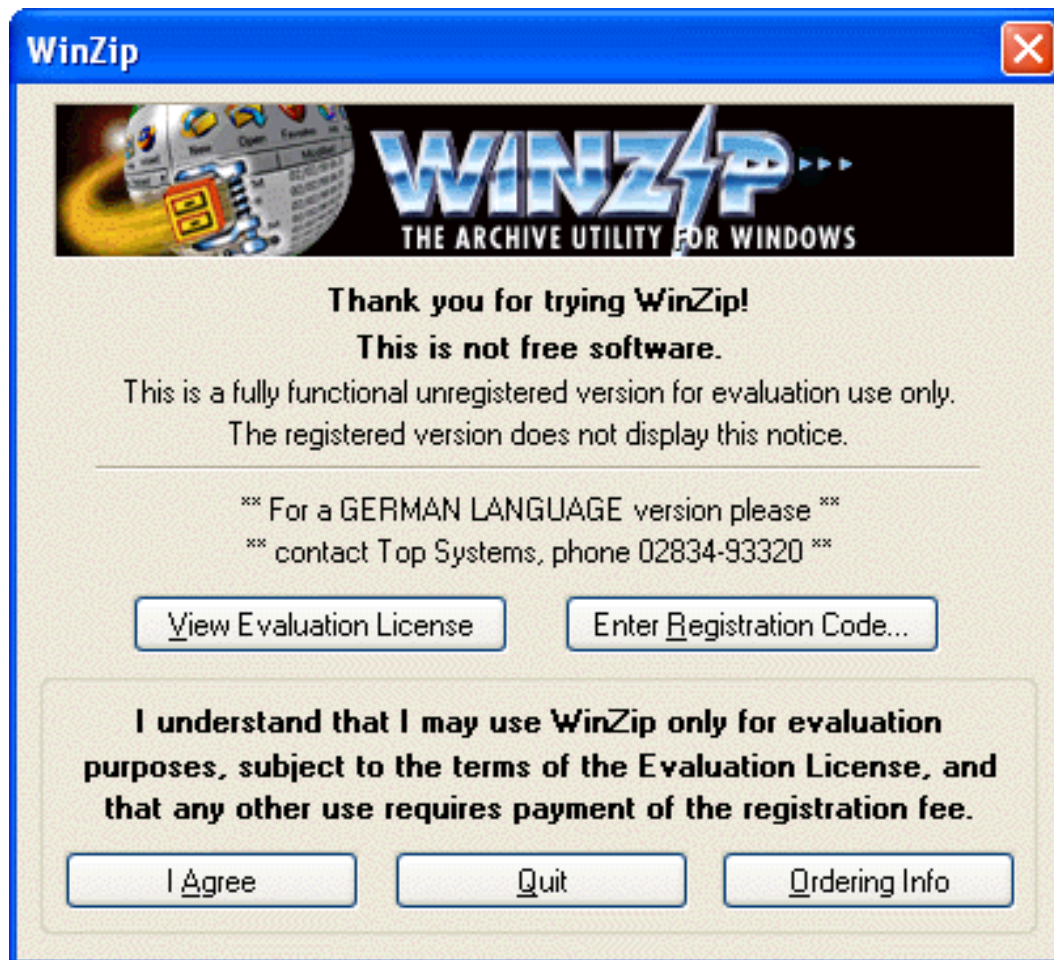 WinZip
New Open Favorites
Modified
WINZIP
THE ARCHIVE UTILITY FOR WINDOWS
Thank you for trying WinZip!
This is not free software.
This is a fully functional unregistered version for evaluation use only.
The registered version does not display this notice.
** For a GERMAN LANGUAGE version please **
** contact Top Systems, phone 02834-93320 **
View Evaluation License
Enter Registration Code...
I understand that I may use WinZip only for evaluation
purposes, subject to the terms of the Evaluation License, and
that any other use requires payment of the registration fee.
I Agree
Quit
Ordering Info